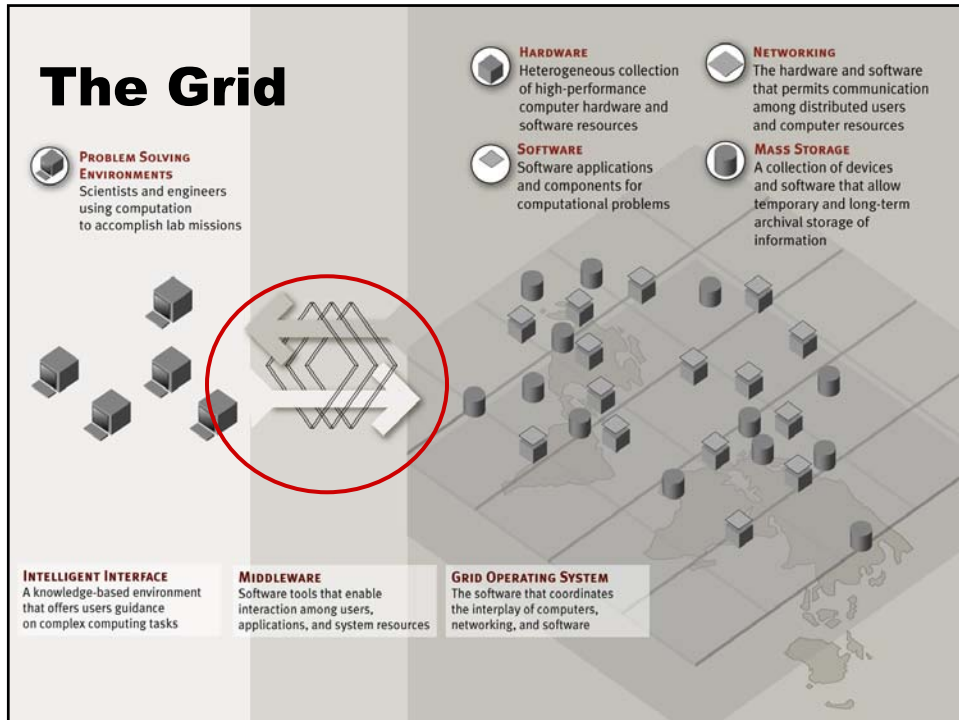 The Grid
PROBLEM SOLVING
ENVIRONMENTS
Scientists and engineers
using computation
to accomplish lab missions
HARDWARE
Heterogeneous collection
of high-performance
computer hardware and
software resources
SOFTWARE
Software applications
and components for
computational problems
NETWORKING
The hardware and software
that permits communication
among distributed users
and computer resources
MASS STORAGE
A collection of devices
and software that allow
temporary and long-term
archival storage of
information
INTELLIGENT INTERFACE
A knowledge-based environment
that offers users guidance
on complex computing tasks
MIDDLEWARE
Software tools that enable
interaction among users,
applications, and system resources
GRID OPERATING SYSTEM
The software that coordinates
the interplay of computers,
networking, and software